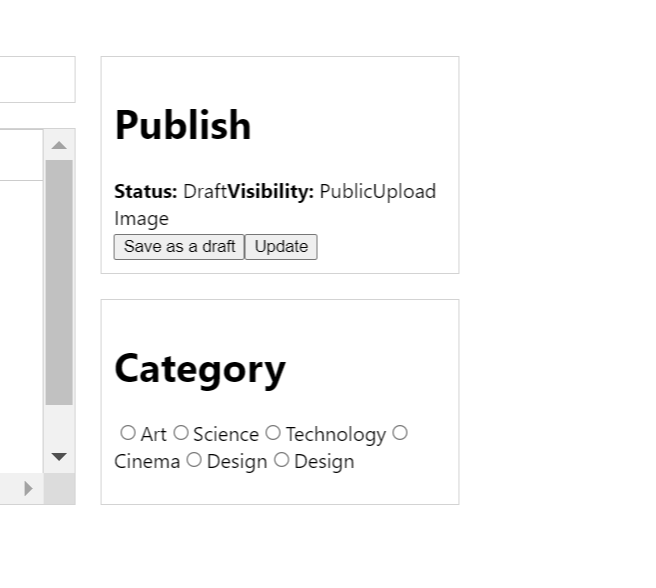 Publish
Status: DraftVisibility: PublicUpload
Image
Save as a draft Update
Category
Art Science Technology
Cinema Design Design